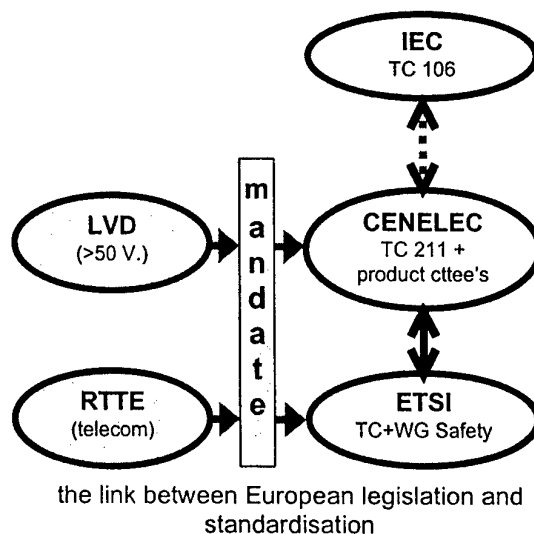 IEC
TC 106
LVD
(>50 V.)
mandate
CENELEC
TC 211 +
product cttee's
RTTE
(telecom)
ETSI
TC+WG Safety
the link between European legislation and
standardisation